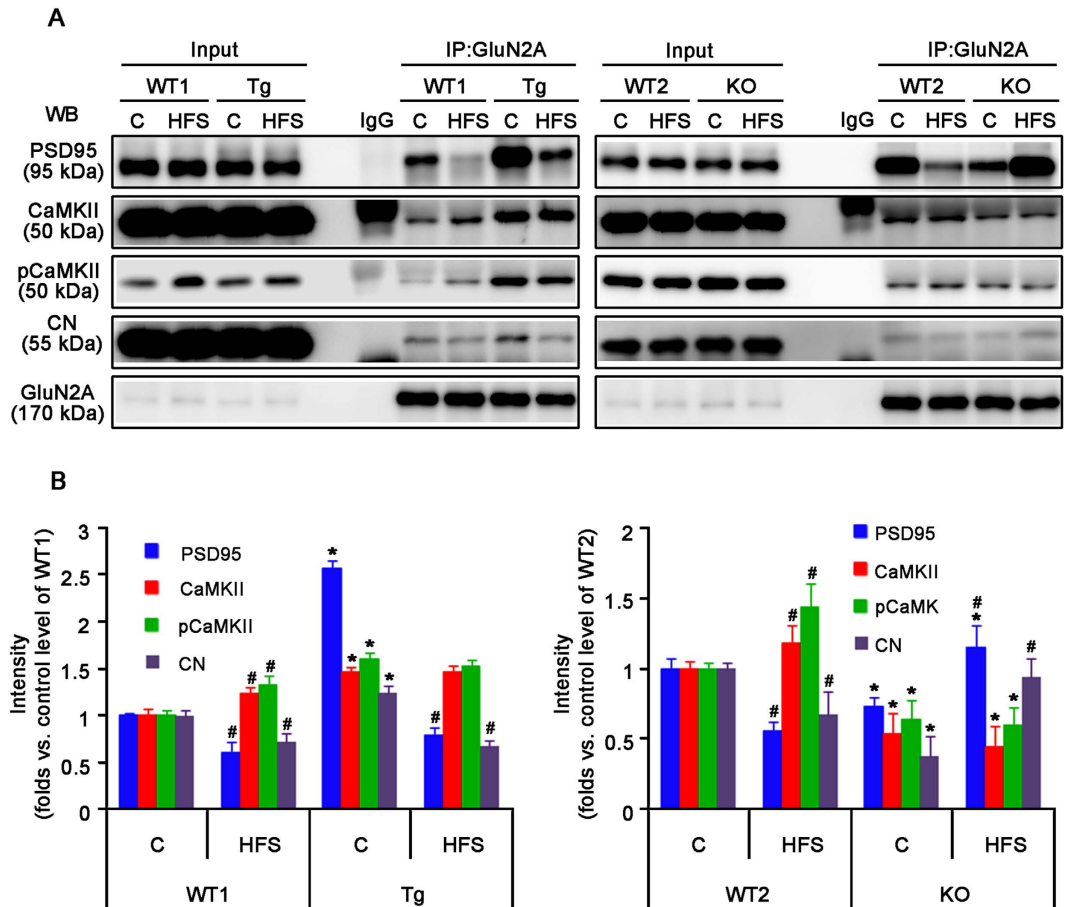 A
Input IP:GluN2A Input IP:GluN2A
WT1 Tg WT1 Tg WT2 KO WT2 KO
WB C HFS C HFS IgG C HFS C HFS C HFS C HFS IgG C HFS C HFS
PSD95
(95 kDa)
CaMKII
(50 kDa)
pCaMKII
(50 kDa)
CN
(55 kDa)
GluN2A
(170 kDa)
B
Intensity
(folds vs. control level of WT1)
3
2.5
2
1.5
1
0.5
0
PSD95
CaMKII
pCaMKII
CN
# # # #
* * * *
# #
C HFS C HFS
WT1 Tg
Intensity
(folds vs. control level of WT2)
2
1.5
1
0.5
0
PSD95
CaMKII
pCaMK
CN
# # # #
* * * *
# * * * #
C HFS C HFS
WT2 KO